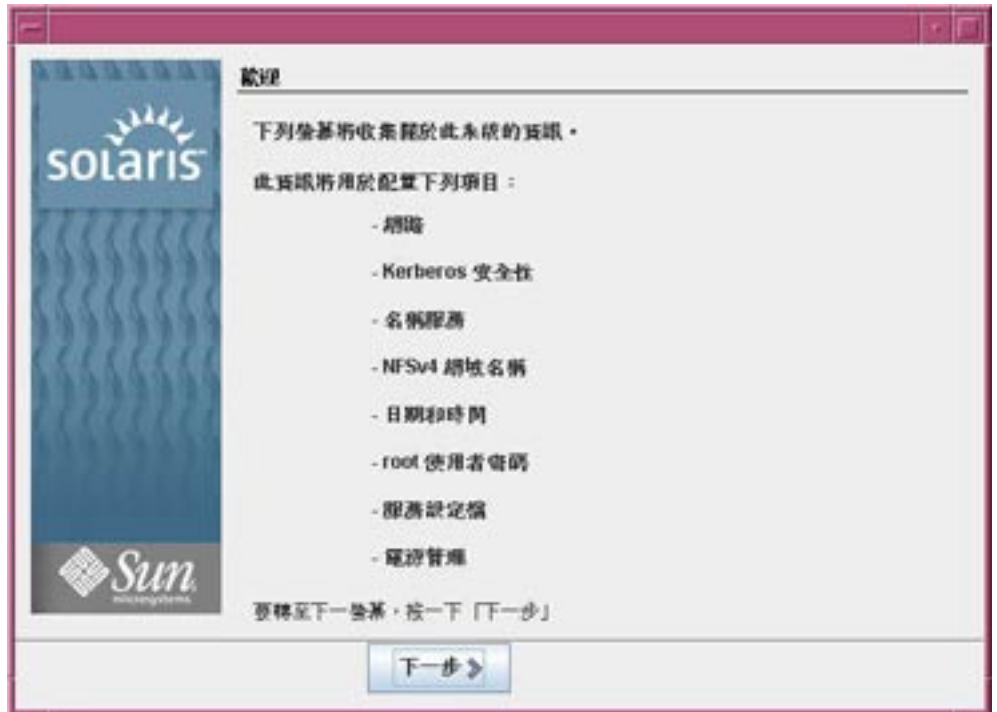 歡迎
下列螢幕將收集關於此系統的資訊。
此資訊將用於配置下列項目：
- 網路
- Kerberos 安全性
- 名稱服務
- NFSv4 網域名稱
- 日期和時間
- root 使用者密碼
- 服務設定檔
- 電源管理
要轉至下一螢幕，按一下「下一步」
下一步
solaris
Sun
microsystems